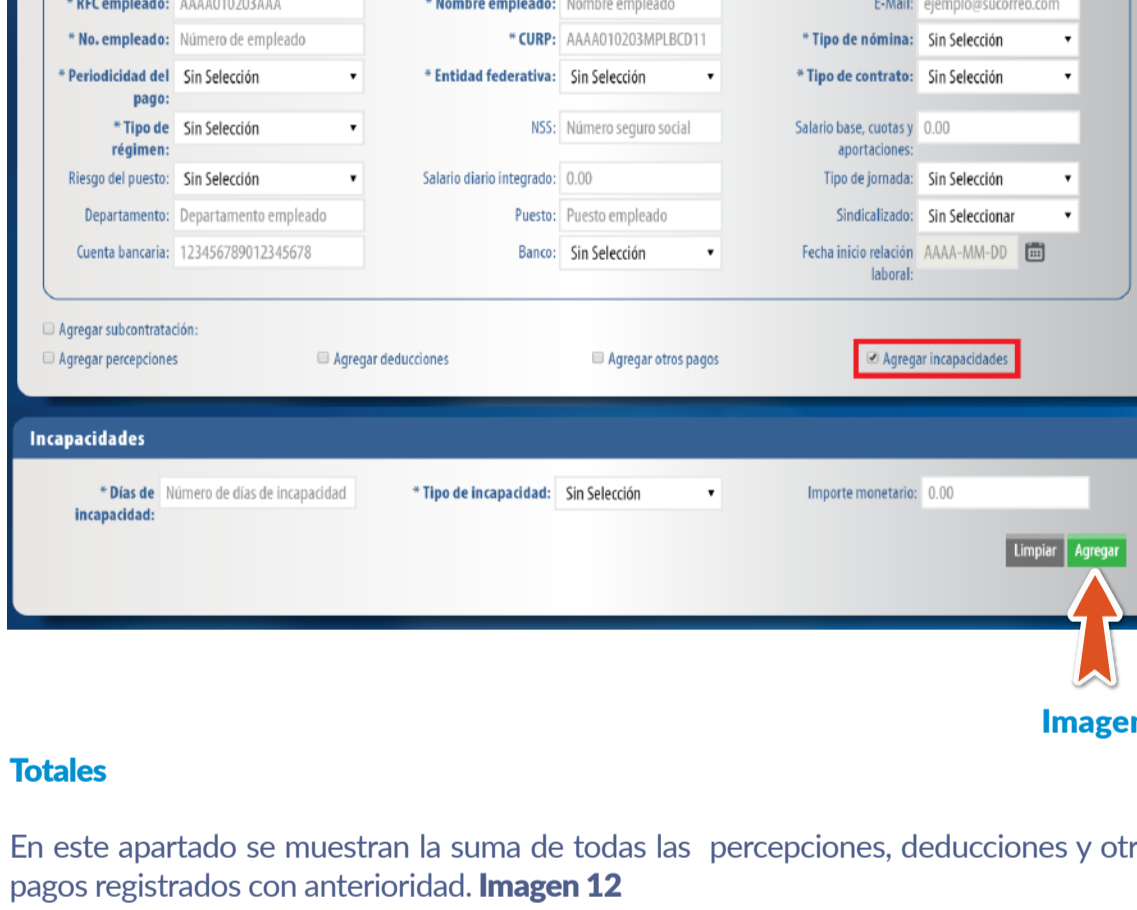 * RFC empleado: AAAA010203AAA * Nombre empleado: Nombre empleado E-Mail: ejemplo@sucorreo.com
* No. empleado: Número de empleado * CURP: AAAA010203MPLBCD11 * Tipo de nómina: Sin Selección
* Periodicidad del pago: Sin Selección * Entidad federativa: Sin Selección * Tipo de contrato: Sin Selección
* Tipo de régimen: Sin Selección NSS: Número seguro social Salario base, cuotas y aportaciones: 0.00
Riesgo del puesto: Sin Selección Salario diario integrado: 0.00 Tipo de jornada: Sin Selección
Departamento: Departamento empleado Puesto: Puesto empleado Sindicalizado: Sin Seleccionar
Cuenta bancaria: 123456789012345678 Banco: Sin Selección Fecha inicio relación laboral: AAAA-MM-DD
Agregar subcontratación:
Agregar percepciones Agregar deducciones Agregar otros pagos Agregar incapacidades
Incapacidades
* Días de incapacidad: Número de días de incapacidad * Tipo de incapacidad: Sin Selección Importe monetario: 0.00
Limpiar Agregar
Imagen
Totales
En este apartado se muestran la suma de todas las percepciones, deducciones y otr
pagos registrados con anterioridad. Imagen 12